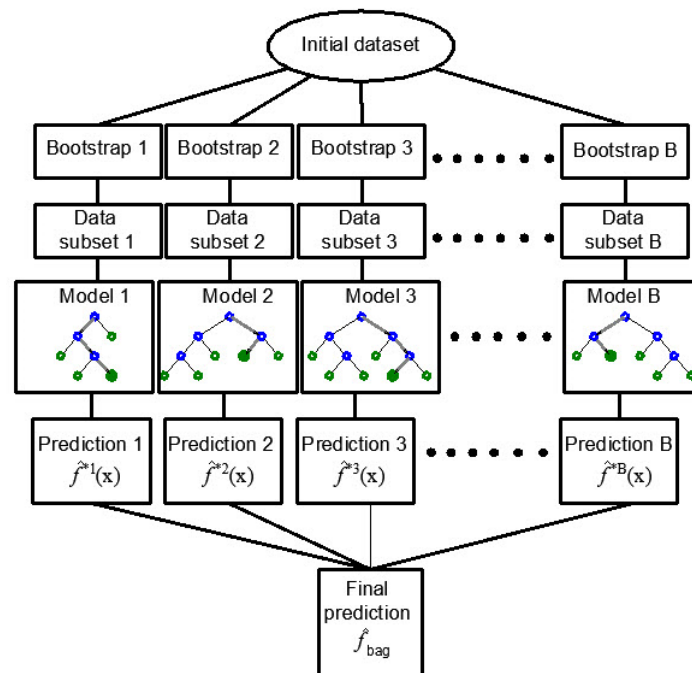 Initial dataset
Bootstrap 1
Bootstrap 2
Bootstrap 3
Bootstrap B
Data
subset 1
Data
subset 2
Data
subset 3
Data
subset B
Model 1
Model 2
Model 3
Model B
Prediction 1
f̂*1(x)
Prediction 2
f̂*2(x)
Prediction 3
f̂*3(x)
Prediction B
f̂*B(x)
Final
prediction
f̂bag